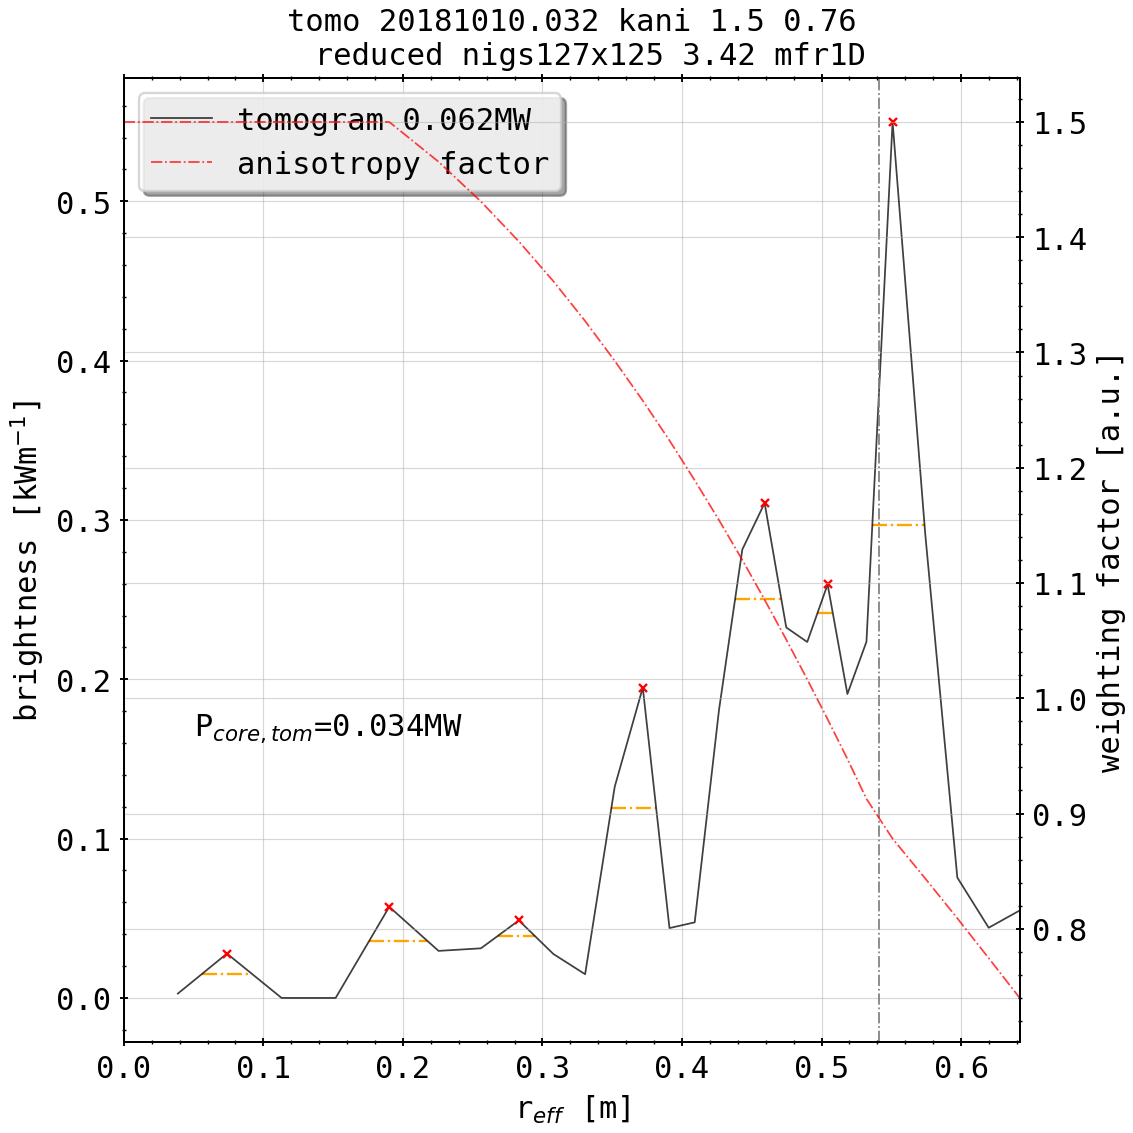 tomo 20181010.032 kani 1.5 0.76
reduced nigs127x125 3.42 mfr1D
tomogram 0.062MW
anisotropy factor
brightness [kWm⁻¹]
0.5
0.4
0.3
0.2
0.1
0.0
P_core,tom=0.034MW
1.5
1.4
1.3
1.2
1.1
1.0
0.9
0.8
weighting factor [a.u.]
0.0 0.1 0.2 0.3 0.4 0.5 0.6
r_eff [m]